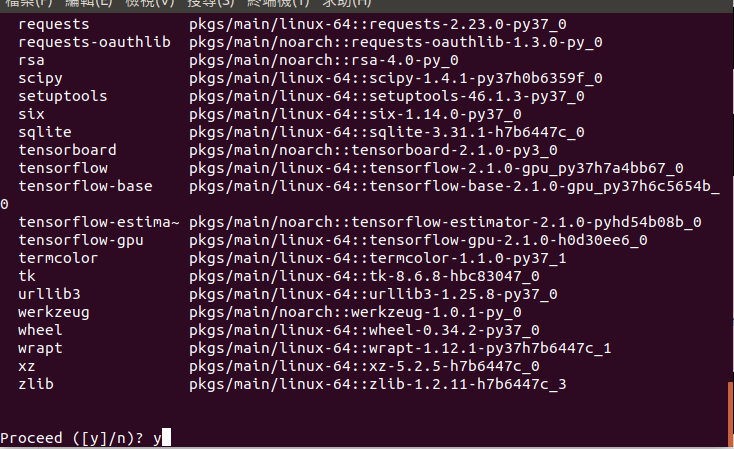 檔案(F) 編輯(E) 檢視(V) 搜尋(S) 終端機(T) 求助(H)
requests pkgs/main/linux-64::requests-2.23.0-py37_0
requests-oauthlib pkgs/main/noarch::requests-oauthlib-1.3.0-py_0
rsa pkgs/main/noarch::rsa-4.0-py_0
scipy pkgs/main/linux-64::scipy-1.4.1-py37h0b6359f_0
setuptools pkgs/main/linux-64::setuptools-46.1.3-py37_0
six pkgs/main/linux-64::six-1.14.0-py37_0
sqlite pkgs/main/linux-64::sqlite-3.31.1-h7b6447c_0
tensorboard pkgs/main/noarch::tensorboard-2.1.0-py3_0
tensorflow pkgs/main/linux-64::tensorflow-2.1.0-gpu_py37h7a4bb67_0
tensorflow-base pkgs/main/linux-64::tensorflow-base-2.1.0-gpu_py37h6c5654b_
0
tensorflow-estima~ pkgs/main/noarch::tensorflow-estimator-2.1.0-pyhd54b08b_0
tensorflow-gpu pkgs/main/linux-64::tensorflow-gpu-2.1.0-h0d30ee6_0
termcolor pkgs/main/linux-64::termcolor-1.1.0-py37_1
tk pkgs/main/linux-64::tk-8.6.8-hbc83047_0
urllib3 pkgs/main/linux-64::urllib3-1.25.8-py37_0
werkzeug pkgs/main/noarch::werkzeug-1.0.1-py_0
wheel pkgs/main/linux-64::wheel-0.34.2-py37_0
wrapt pkgs/main/linux-64::wrapt-1.12.1-py37h7b6447c_1
xz pkgs/main/linux-64::xz-5.2.5-h7b6447c_0
zlib pkgs/main/linux-64::zlib-1.2.11-h7b6447c_3
Proceed ([y]/n)? y